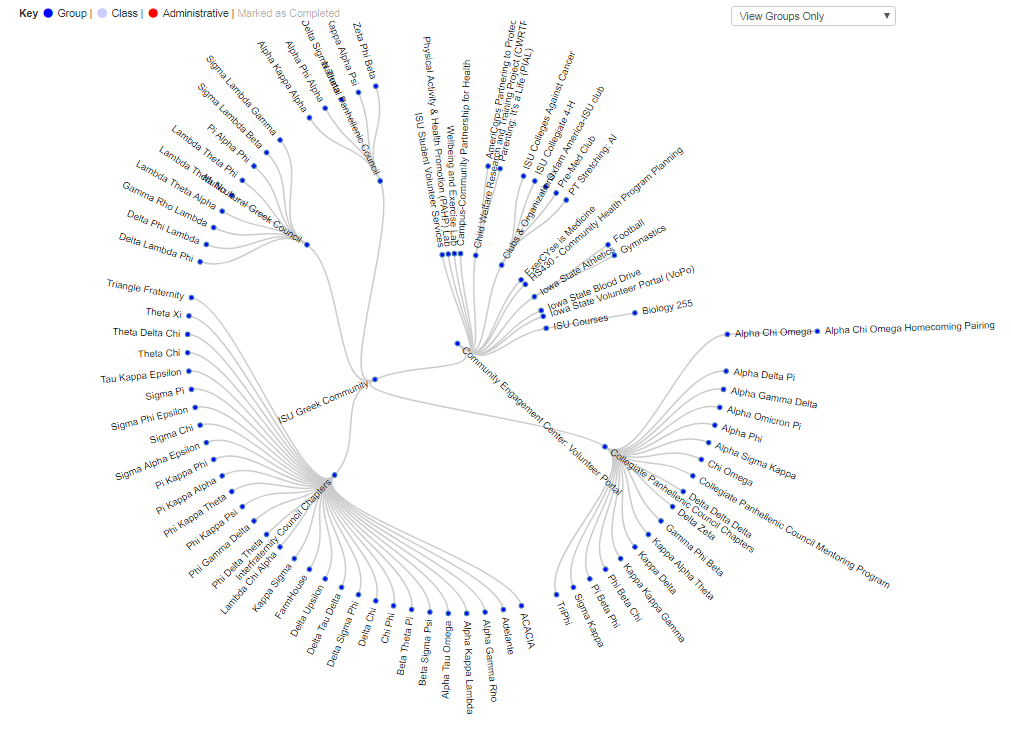 Key Group | Class | Administrative | Marked as Completed
View Groups Only
Zeta Phi Beta
Kappa Alpha Psi
Alpha Phi Alpha
Alpha Kappa Alpha
National Panhellenic Council
Sigma Lambda Gamma
Sigma Lambda Beta
Pi Alpha Phi
Lambda Theta Phi
Lambda Theta
Lambda Theta Alpha
Gamma Rho Lambda
Delta Phi Lambda
Delta Lambda Phi
Multicultural Greek Council
Physical Activity & Health Promotion (PAHP) Lab
ISU Student Volunteer Services
Wellbeing and Exercise Lab
Campus-Community Partnership for Health
AmeriCorps Partnering to Protec
Child Welfare Research and Training Project (CWRTP
Parenting: It's a Life (PIAL)
ISU Colleges Against Cancer
ISU Collegiate 4-H
Oxfam America-ISU club
Pre-Med Club
PT Stretching: AI
Clubs & Organizations
ExerCYse is Medicine
HS430 - Community Health Program Planning
Football
Gymnastics
Iowa State Athletics
Iowa State Blood Drive
Iowa State Volunteer Portal (VoPo)
ISU Courses
Biology 255
Community Engagement Center: Volunteer Portal
ISU Greek Community
Triangle Fraternity
Theta Xi
Theta Delta Chi
Theta Chi
Tau Kappa Epsilon
Sigma Pi
Sigma Phi Epsilon
Sigma Chi
Sigma Alpha Epsilon
Pi Kappa Phi
Pi Kappa Alpha
Phi Kappa Theta
Phi Kappa Psi
Phi Gamma Delta
Phi Delta Theta
Interfraternity Council Chapters
Lambda Chi Alpha
Kappa Sigma
FarmHouse
Delta Upsilon
Delta Tau Delta
Delta Sigma Phi
Delta Chi
Chi Phi
Beta Theta Pi
Beta Sigma Psi
Alpha Tau Omega
Alpha Kappa Lambda
Alpha Gamma Rho
Adelante
ACACIA
Alpha Chi Omega
Alpha Chi Omega Homecoming Pairing
Alpha Delta Pi
Alpha Gamma Delta
Alpha Omicron Pi
Alpha Phi
Alpha Sigma Kappa
Chi Omega
Collegiate Panhellenic Council Mentoring Program
Collegiate Panhellenic Council Chapters
Delta Delta Delta
Delta Zeta
Gamma Phi Beta
Kappa Alpha Theta
Kappa Delta
Kappa Kappa Gamma
Phi Beta Chi
Pi Beta Phi
Sigma Kappa
TriPhi